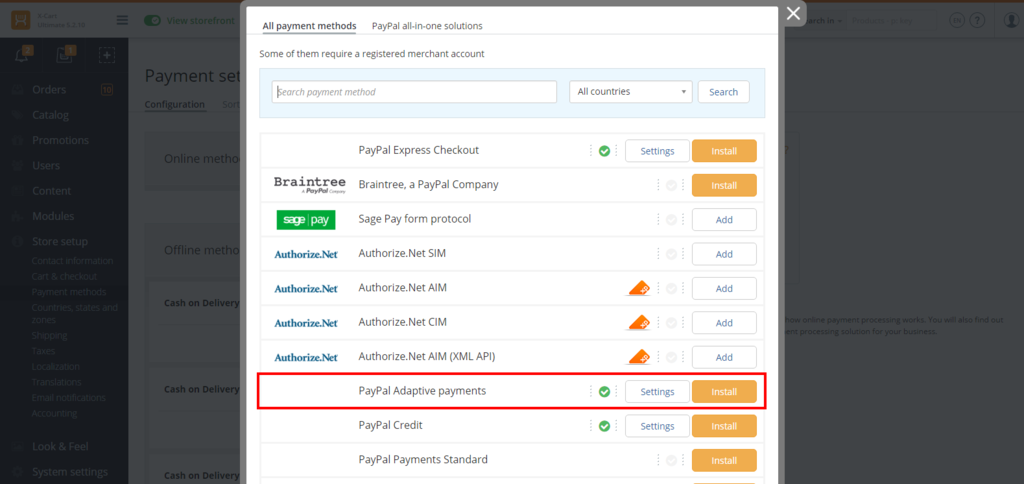 X-Cart
View storefront
All payment methods PayPal all-in-one solutions
Some of them require a registered merchant account
Search payment method All countries Search
PayPal Express Checkout Settings Install
Braintree A PayPal Company Braintree, a PayPal Company Install
sage pay Sage Pay form protocol Add
Authorize.Net Authorize.Net SIM Add
Authorize.Net Authorize.Net AIM Add
Authorize.Net Authorize.Net CIM Add
Authorize.Net Authorize.Net AIM (XML API) Add
PayPal Adaptive payments Settings Install
PayPal Credit Settings Install
PayPal Payments Standard Install
Orders 10
Catalog
Promotions
Users
Content
Modules
Store setup
Contact information
Cart & checkout
Payment methods
Countries, states and
zones
Shipping
Taxes
Localization
Translations
Email notifications
Accounting
Look & Feel
System settings
Payment set
Configuration Sor
Online metho
Offline metho
Cash on Delivery
Cash on Delivery
Cash on Delivery
how online payment processing works. You will also find out
ent processing solution for your business